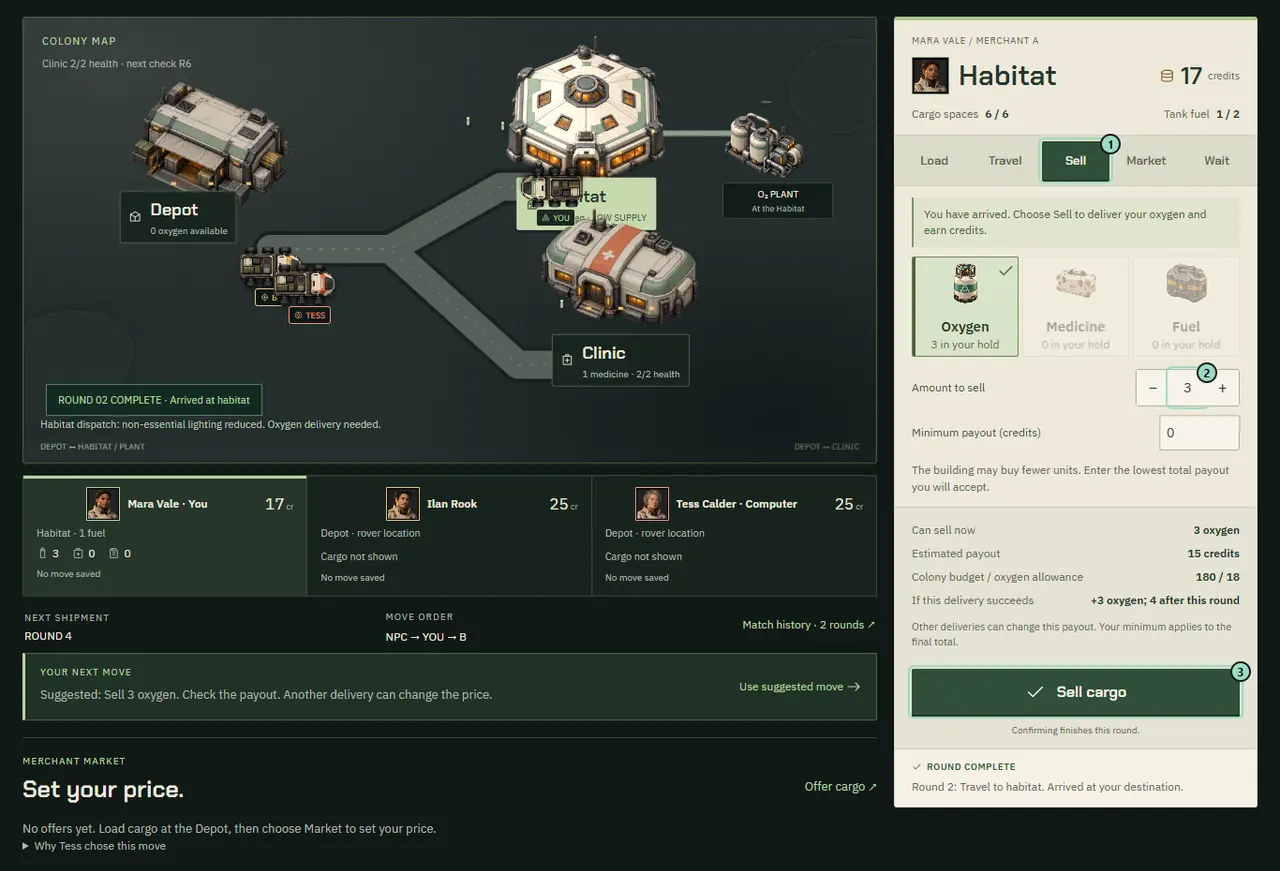 COLONY MAP
Clinic 2/2 health · next check R6
Depot
0 oxygen available
YOU
LOW SUPPLY
O₂ PLANT
At the Habitat
B
TESS
Clinic
1 medicine · 2/2 health
ROUND 02 COMPLETE · Arrived at habitat
Habitat dispatch: non-essential lighting reduced. Oxygen delivery needed.
DEPOT ↔ HABITAT / PLANT
DEPOT ↔ CLINIC
Mara Vale · You
17 cr
Habitat · 1 fuel
3 0 0
No move saved
Ilan Rook
25 cr
Depot · rover location
Cargo not shown
No move saved
Tess Calder · Computer
25 cr
Depot · rover location
Cargo not shown
No move saved
NEXT SHIPMENT
ROUND 4
MOVE ORDER
NPC → YOU → B
Match history · 2 rounds ↗
YOUR NEXT MOVE
Suggested: Sell 3 oxygen. Check the payout. Another delivery can change the price.
Use suggested move →
MERCHANT MARKET
Set your price.
Offer cargo ↗
No offers yet. Load cargo at the Depot, then choose Market to set your price.
▶ Why Tess chose this move
MARA VALE / MERCHANT A
Habitat
17 credits
Cargo spaces 6 / 6
Tank fuel 1 / 2
Load
Travel
Sell
1
Market
Wait
You have arrived. Choose Sell to deliver your oxygen and
earn credits.
Oxygen
3 in your hold
Medicine
0 in your hold
Fuel
0 in your hold
Amount to sell
− 3 +
2
Minimum payout (credits)
0
The building may buy fewer units. Enter the lowest total payout
you will accept.
Can sell now
3 oxygen
Estimated payout
15 credits
Colony budget / oxygen allowance
180 / 18
If this delivery succeeds
+3 oxygen; 4 after this round
Other deliveries can change this payout. Your minimum applies to the
final total.
3
Sell cargo
Confirming finishes this round.
ROUND COMPLETE
Round 2: Travel to habitat. Arrived at your destination.